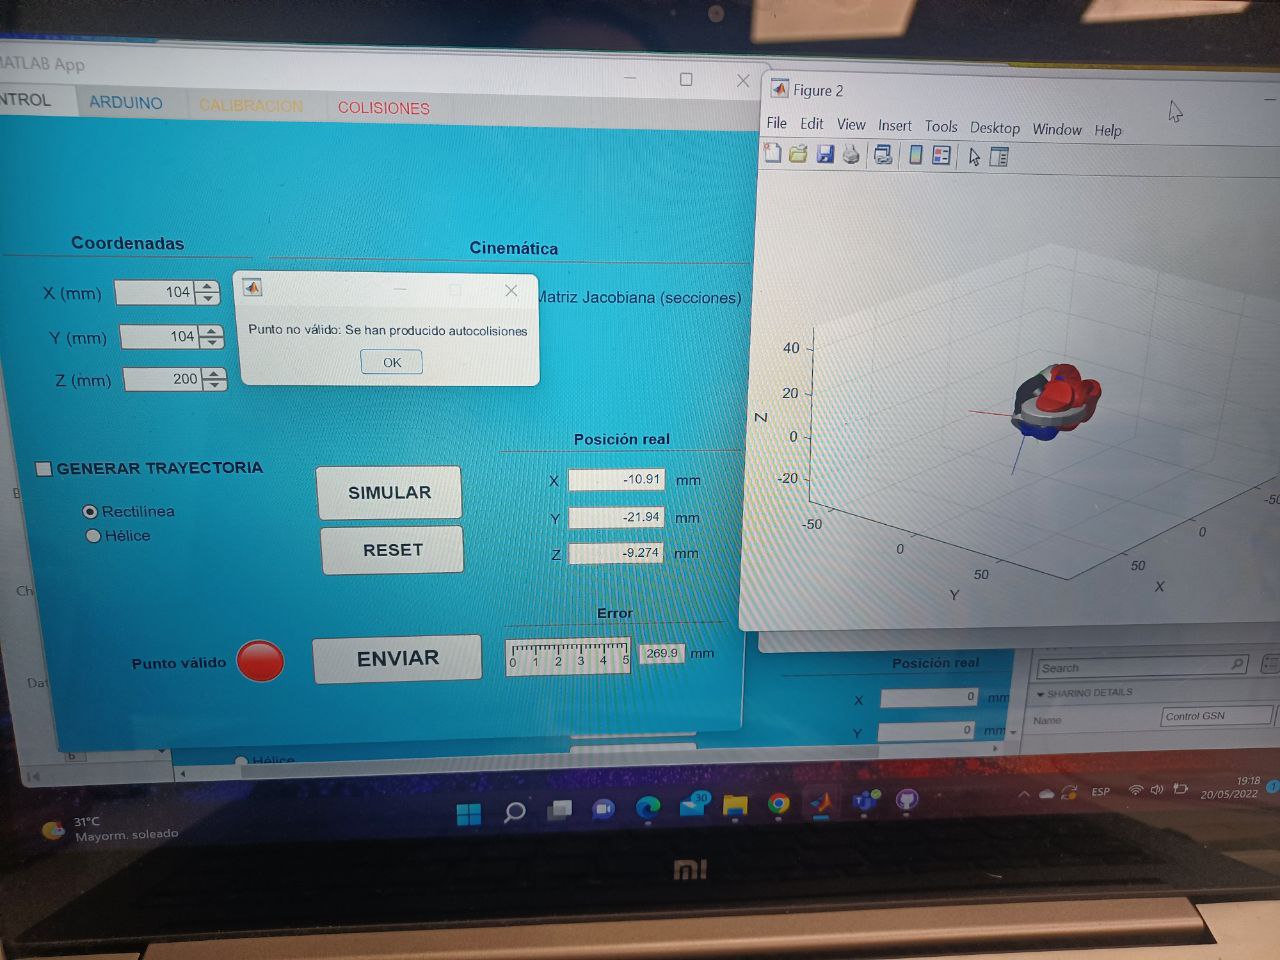 MATLAB App
NTROL
ARDUINO
CALIBRACIÓN
COLISIONES
Coordenadas
Cinemática
X (mm)
104
Y (mm)
104
Z (mm)
200
Matriz Jacobiana (secciones)
Punto no válido: Se han producido autocolisiones
OK
Posición real
GENERAR TRAYECTORIA
Rectilínea
Hélice
SIMULAR
RESET
X
-10.91
mm
Y
-21.94
mm
Z
-9.274
mm
Error
0 1 2 3 4 5
269.9
mm
Punto válido
ENVIAR
Figure 2
File Edit View Insert Tools Desktop Window Help
40
20
0
-20
Z
-50
0
50
Y
50
0
-50
X
Posición real
X
0
mm
Y
0
mm
Search
SHARING DETAILS
Name
Control GSN
Ch
Dat
Hélice
31°C
Mayorm. soleado
30
ESP
19:18
20/05/2022
mi